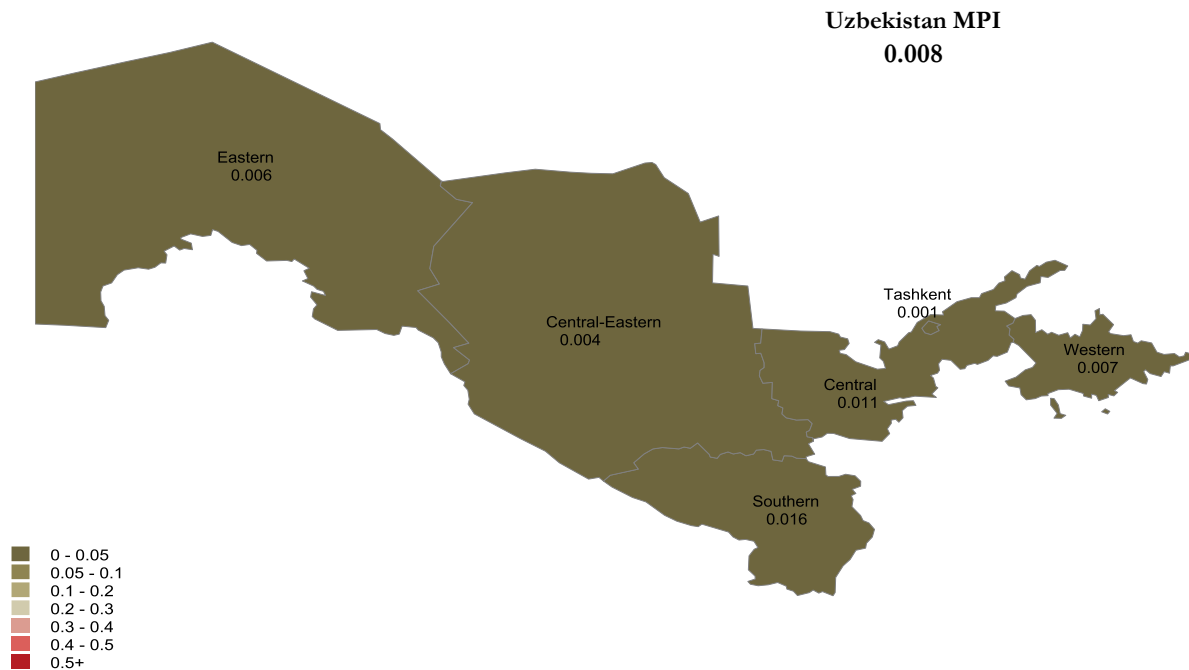 Uzbekistan MPI
0.008
Eastern
0.006
Central-Eastern
0.004
Tashkent
0.001
Western
0.007
Central
0.011
Southern
0.016
0 - 0.05
0.05 - 0.1
0.1 - 0.2
0.2 - 0.3
0.3 - 0.4
0.4 - 0.5
0.5+